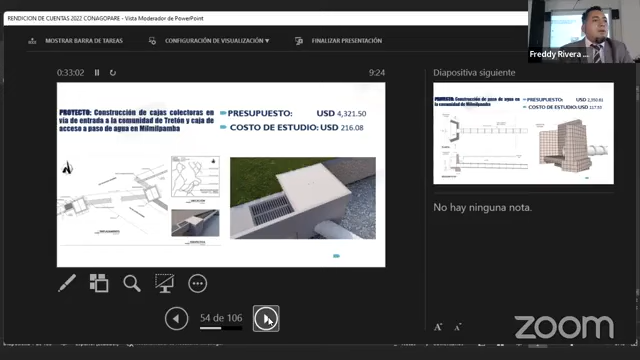 RENDICION DE CUENTAS 2022 CONAGOPARE - Vista Moderador de PowerPoint
MOSTRAR BARRA DE TAREAS
CONFIGURACIÓN DE VISUALIZACIÓN ▾
FINALIZAR PRESENTACIÓN
Freddy Rivera ...
0:33:02
9:24
Diapositiva siguiente
PROYECTO: Construcción de cajas colectoras en
vía de entrada a la comunidad de Tretón y caja de
acceso a paso de agua en Milmilpamba
PRESUPUESTO: USD 4,321.50
COSTO DE ESTUDIO: USD 216.08
PROYECTO: Construcción de paso de agua en
la comunidad de Milmilpamba
PRESUPUESTO:
COSTO DE ESTUDIO:
No hay ninguna nota.
54 de 106
zoom